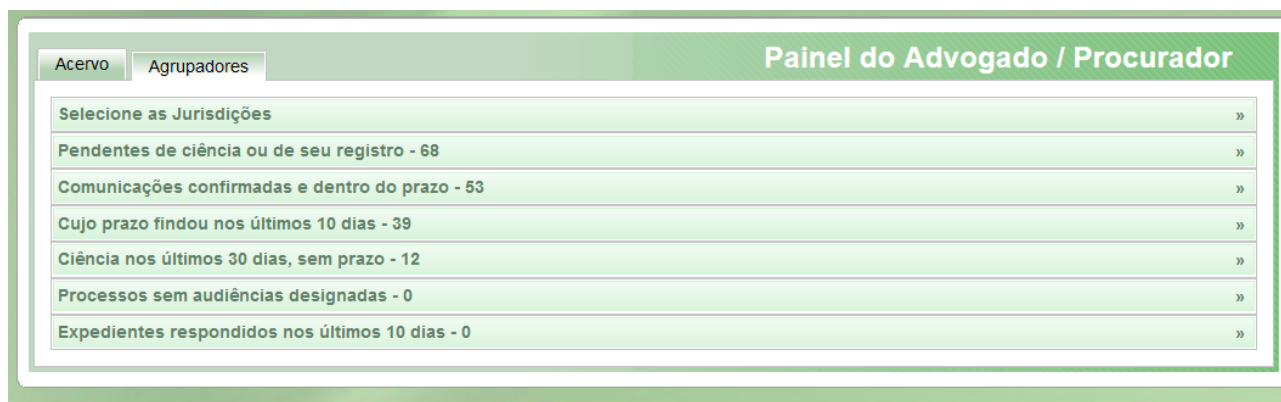 Acervo
Agrupadores
Painel do Advogado / Procurador
Selecione as Jurisdições »
Pendentes de ciência ou de seu registro - 68 »
Comunicações confirmadas e dentro do prazo - 53 »
Cujo prazo findou nos últimos 10 dias - 39 »
Ciência nos últimos 30 dias, sem prazo - 12 »
Processos sem audiências designadas - 0 »
Expedientes respondidos nos últimos 10 dias - 0 »